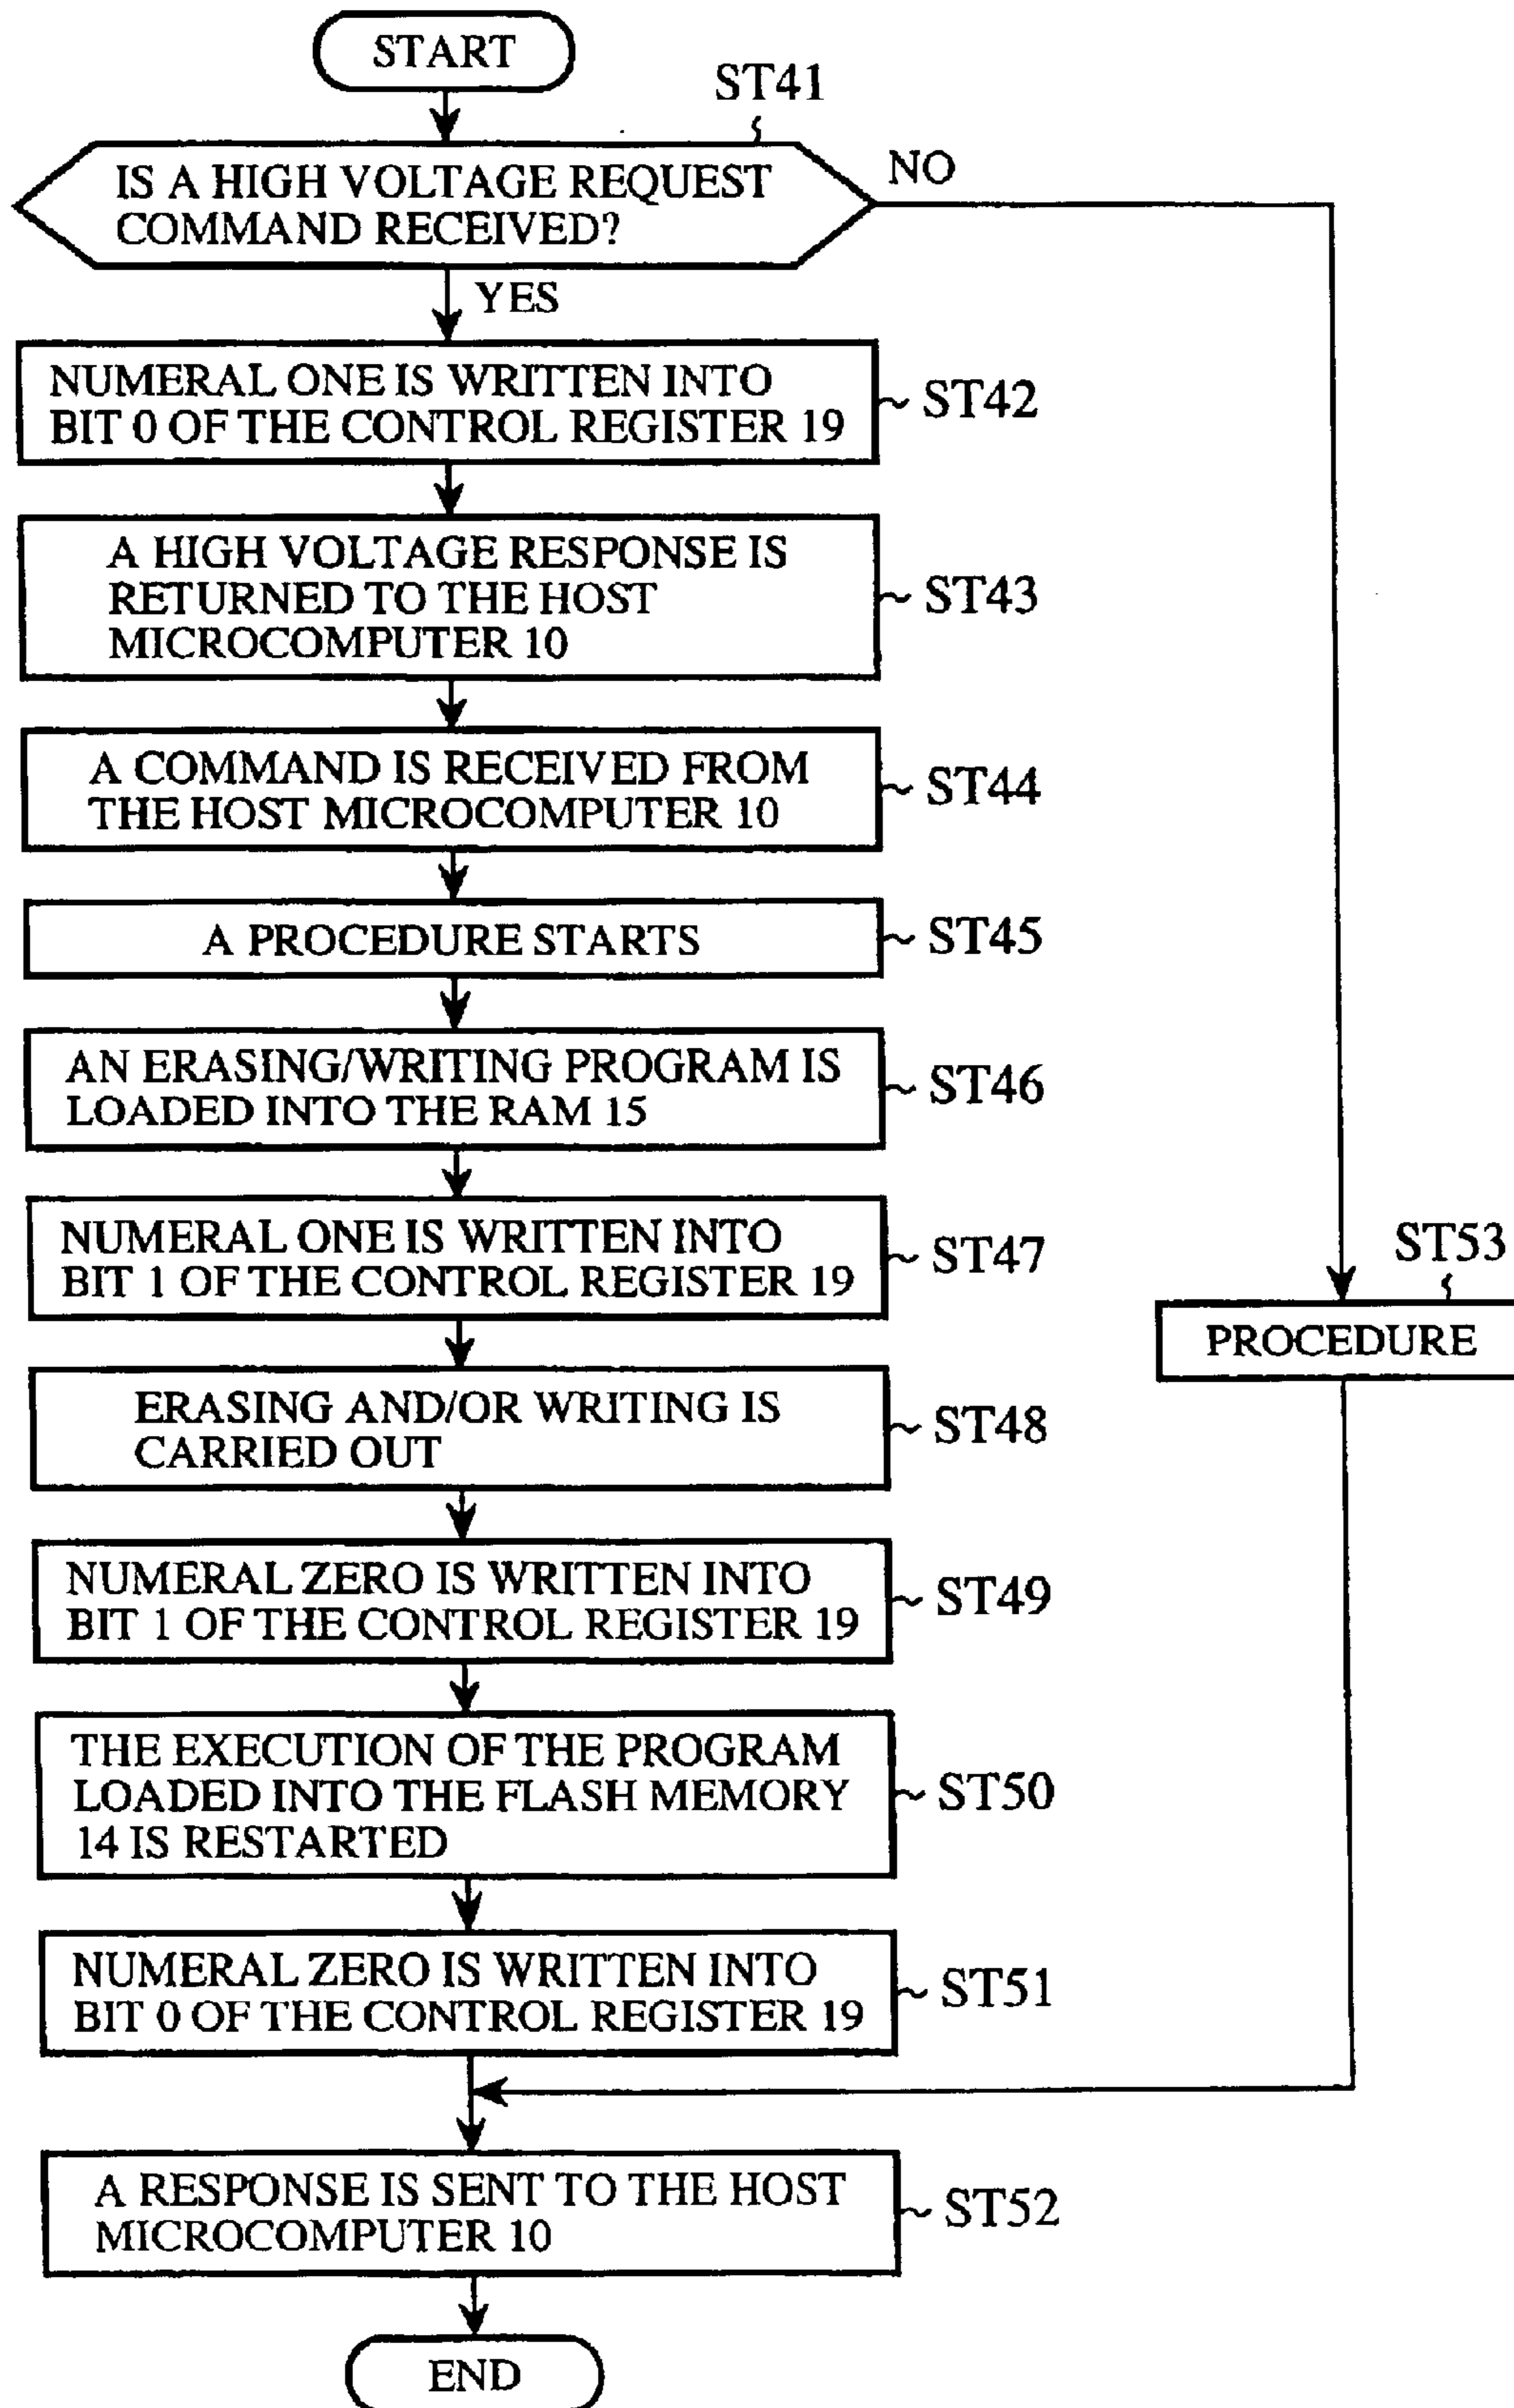 START
ST41
IS A HIGH VOLTAGE REQUEST
COMMAND RECEIVED?
NO
YES
NUMERAL ONE IS WRITTEN INTO
BIT 0 OF THE CONTROL REGISTER 19
ST42
A HIGH VOLTAGE RESPONSE IS
RETURNED TO THE HOST
MICROCOMPUTER 10
ST43
A COMMAND IS RECEIVED FROM
THE HOST MICROCOMPUTER 10
ST44
A PROCEDURE STARTS
ST45
AN ERASING/WRITING PROGRAM IS
LOADED INTO THE RAM 15
ST46
NUMERAL ONE IS WRITTEN INTO
BIT 1 OF THE CONTROL REGISTER 19
ST47
ST53
PROCEDURE
ERASING AND/OR WRITING IS
CARRIED OUT
ST48
NUMERAL ZERO IS WRITTEN INTO
BIT 1 OF THE CONTROL REGISTER 19
ST49
THE EXECUTION OF THE PROGRAM
LOADED INTO THE FLASH MEMORY
14 IS RESTARTED
ST50
NUMERAL ZERO IS WRITTEN INTO
BIT 0 OF THE CONTROL REGISTER 19
ST51
A RESPONSE IS SENT TO THE HOST
MICROCOMPUTER 10
ST52
END